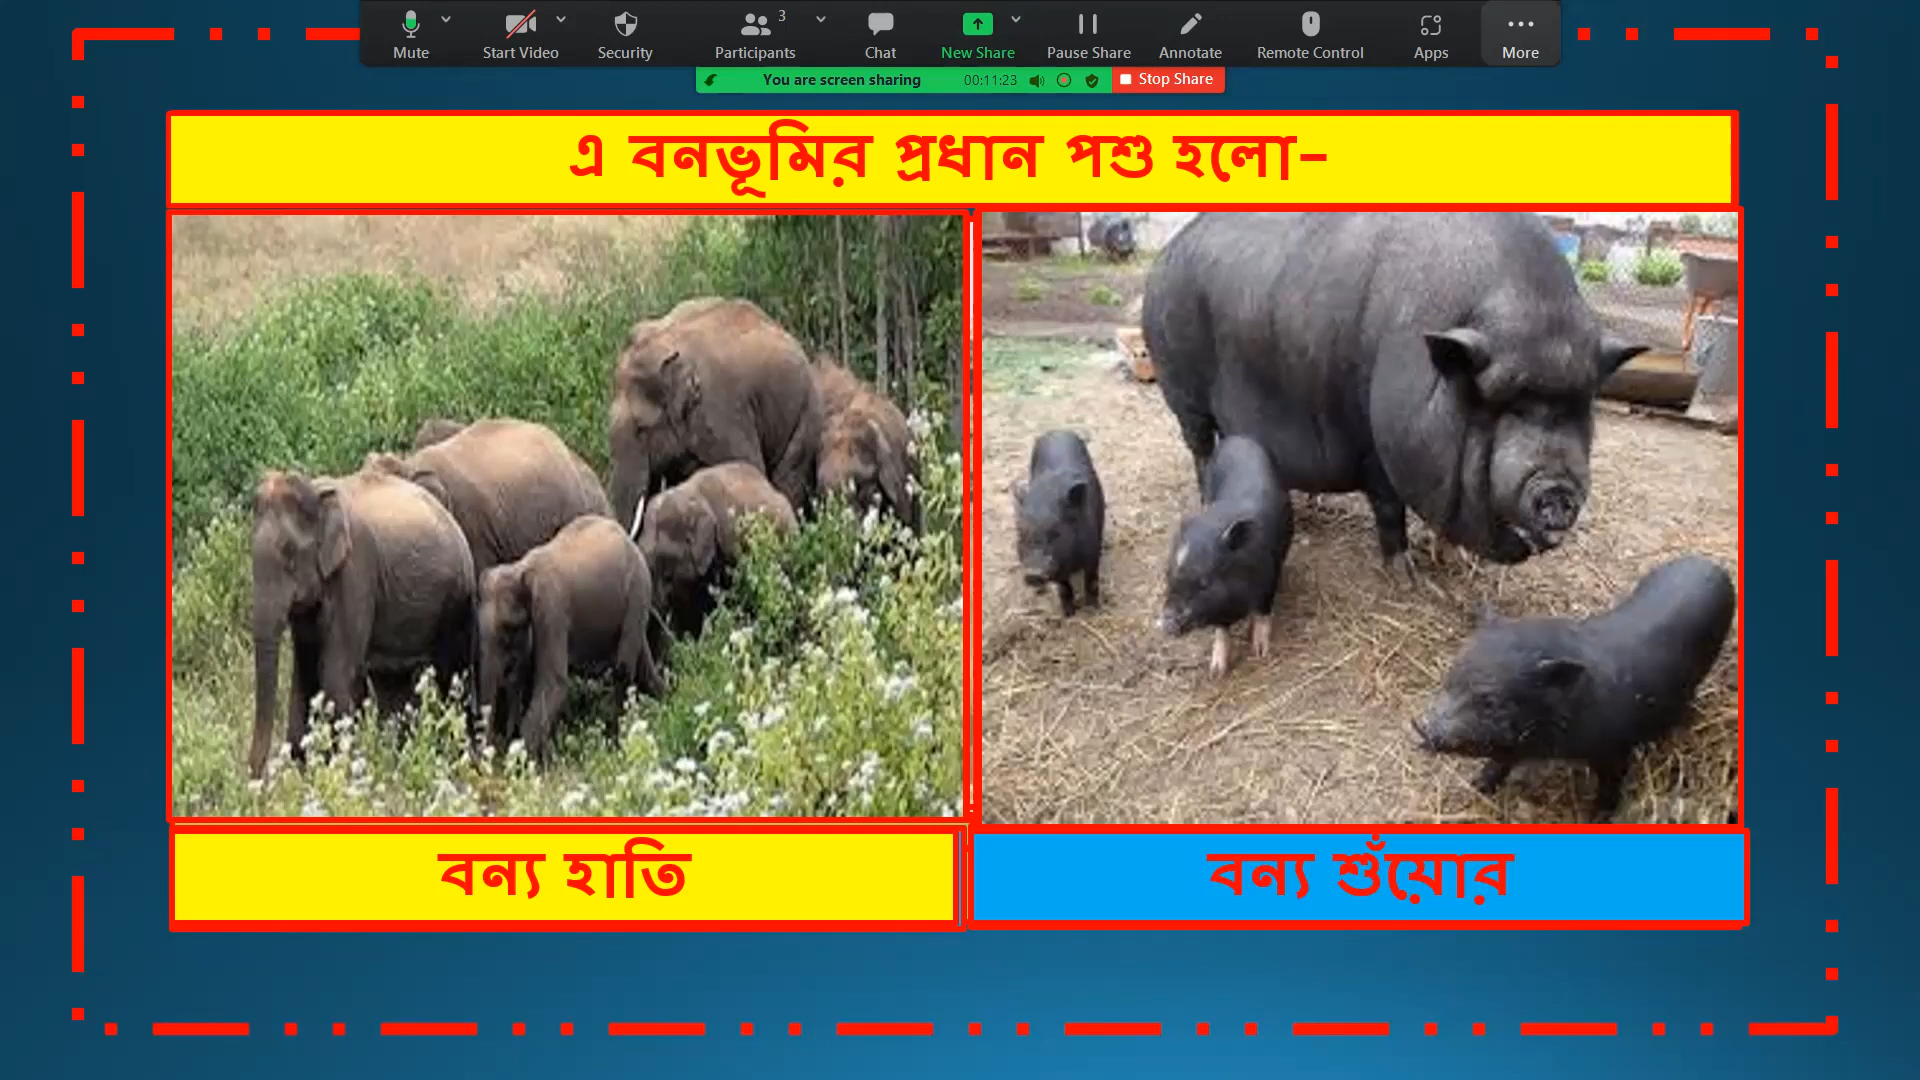 Mute
Start Video
Security
Participants
3
Chat
New Share
Pause Share
Annotate
Remote Control
Apps
More
You are screen sharing
00:11:23
Stop Share
এ বনভূমির প্রধান পশু হলো–
বন্য হাতি
বন্য শুঁয়োর